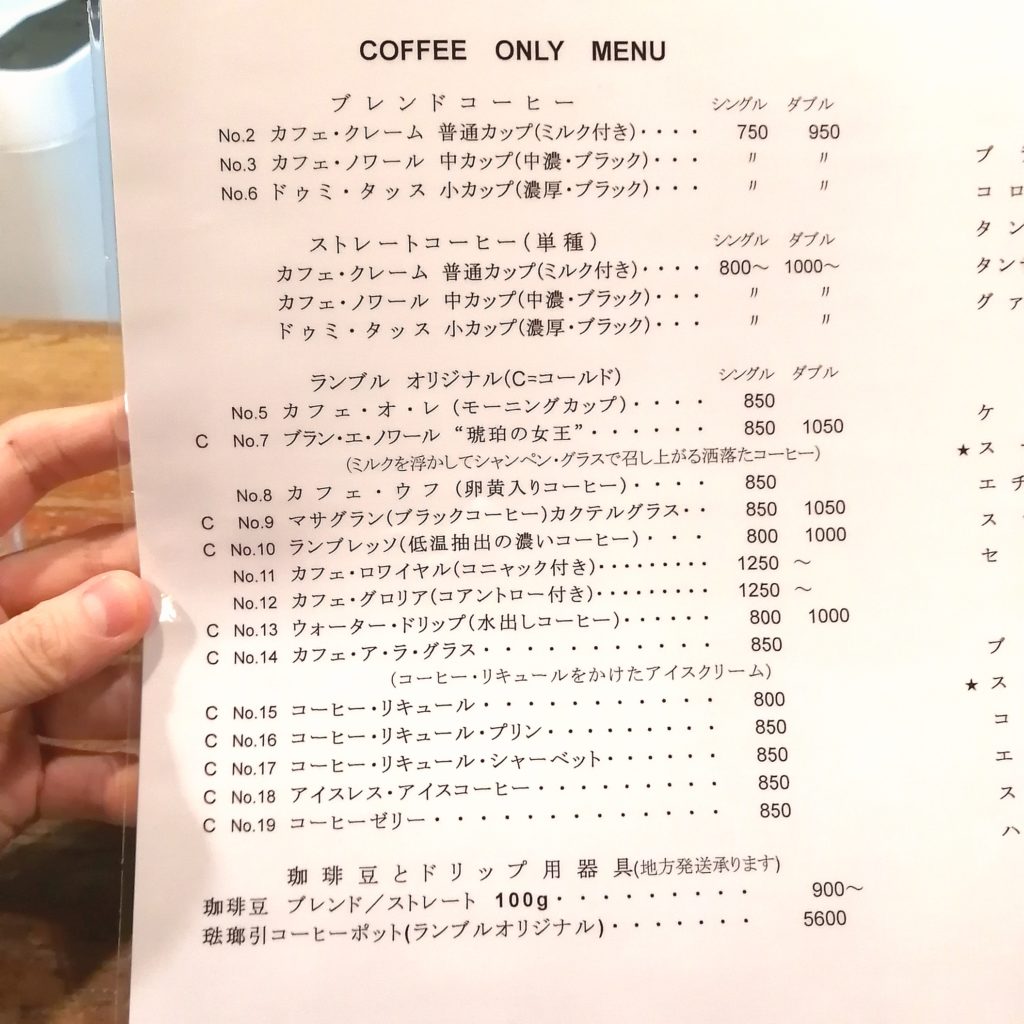 COFFEE ONLY MENU
ブレンドコーヒー シングル ダブル
No.2 カフェ・クレーム 普通カップ(ミルク付き)・・・・ 750 950
No.3 カフェ・ノワール 中カップ(中濃・ブラック)・・・ 〃 〃
No.6 ドゥミ・タッス 小カップ(濃厚・ブラック)・・・ 〃 〃
ストレートコーヒー(単種) シングル ダブル
カフェ・クレーム 普通カップ(ミルク付き)・・・・ 800～ 1000～
カフェ・ノワール 中カップ(中濃・ブラック)・・・ 〃 〃
ドゥミ・タッス 小カップ(濃厚・ブラック)・・・ 〃 〃
ランブル オリジナル(C=コールド) シングル ダブル
No.5 カフェ・オ・レ (モーニングカップ)・・・・ 850
C No.7 ブラン・エ・ノワール “琥珀の女王”・・・・・・ 850 1050
(ミルクを浮かしてシャンペン・グラスで召し上がる洒落たコーヒー)
No.8 カフェ・ウフ (卵黄入りコーヒー)・・・・ 850
C No.9 マサグラン(ブラックコーヒー)カクテルグラス・・ 850 1050
C No.10 ランブレッソ(低温抽出の濃いコーヒー)・・・ 800 1000
No.11 カフェ・ロワイヤル(コニャック付き)・・・・・・・・・ 1250 ～
No.12 カフェ・グロリア(コアントロー付き)・・・・・・・・・ 1250 ～
C No.13 ウォーター・ドリップ(水出しコーヒー)・・・・・・ 800 1000
C No.14 カフェ・ア・ラ・グラス・・・・・・・・・・・ 850
(コーヒー・リキュールをかけたアイスクリーム)
C No.15 コーヒー・リキュール・・・・・・・・・・・ 800
C No.16 コーヒー・リキュール・プリン・・・・・・・・・ 850
C No.17 コーヒー・リキュール・シャーベット・・・・・・ 850
C No.18 アイスレス・アイスコーヒー・・・・・・・・・ 850
C No.19 コーヒーゼリー・・・・・・・・・・・・・ 850
珈琲豆とドリップ用器具(地方発送承ります)
珈琲豆 ブレンド／ストレート 100g・・・・・・・・・ 900～
琺瑯引コーヒーポット(ランブルオリジナル)・・・・・・・ 5600
ブ
コロ
タン
タンザ
グァ
ケ
★ス
エチ
ス
セ
ブ
★ス
コ
エ
ス
ハ